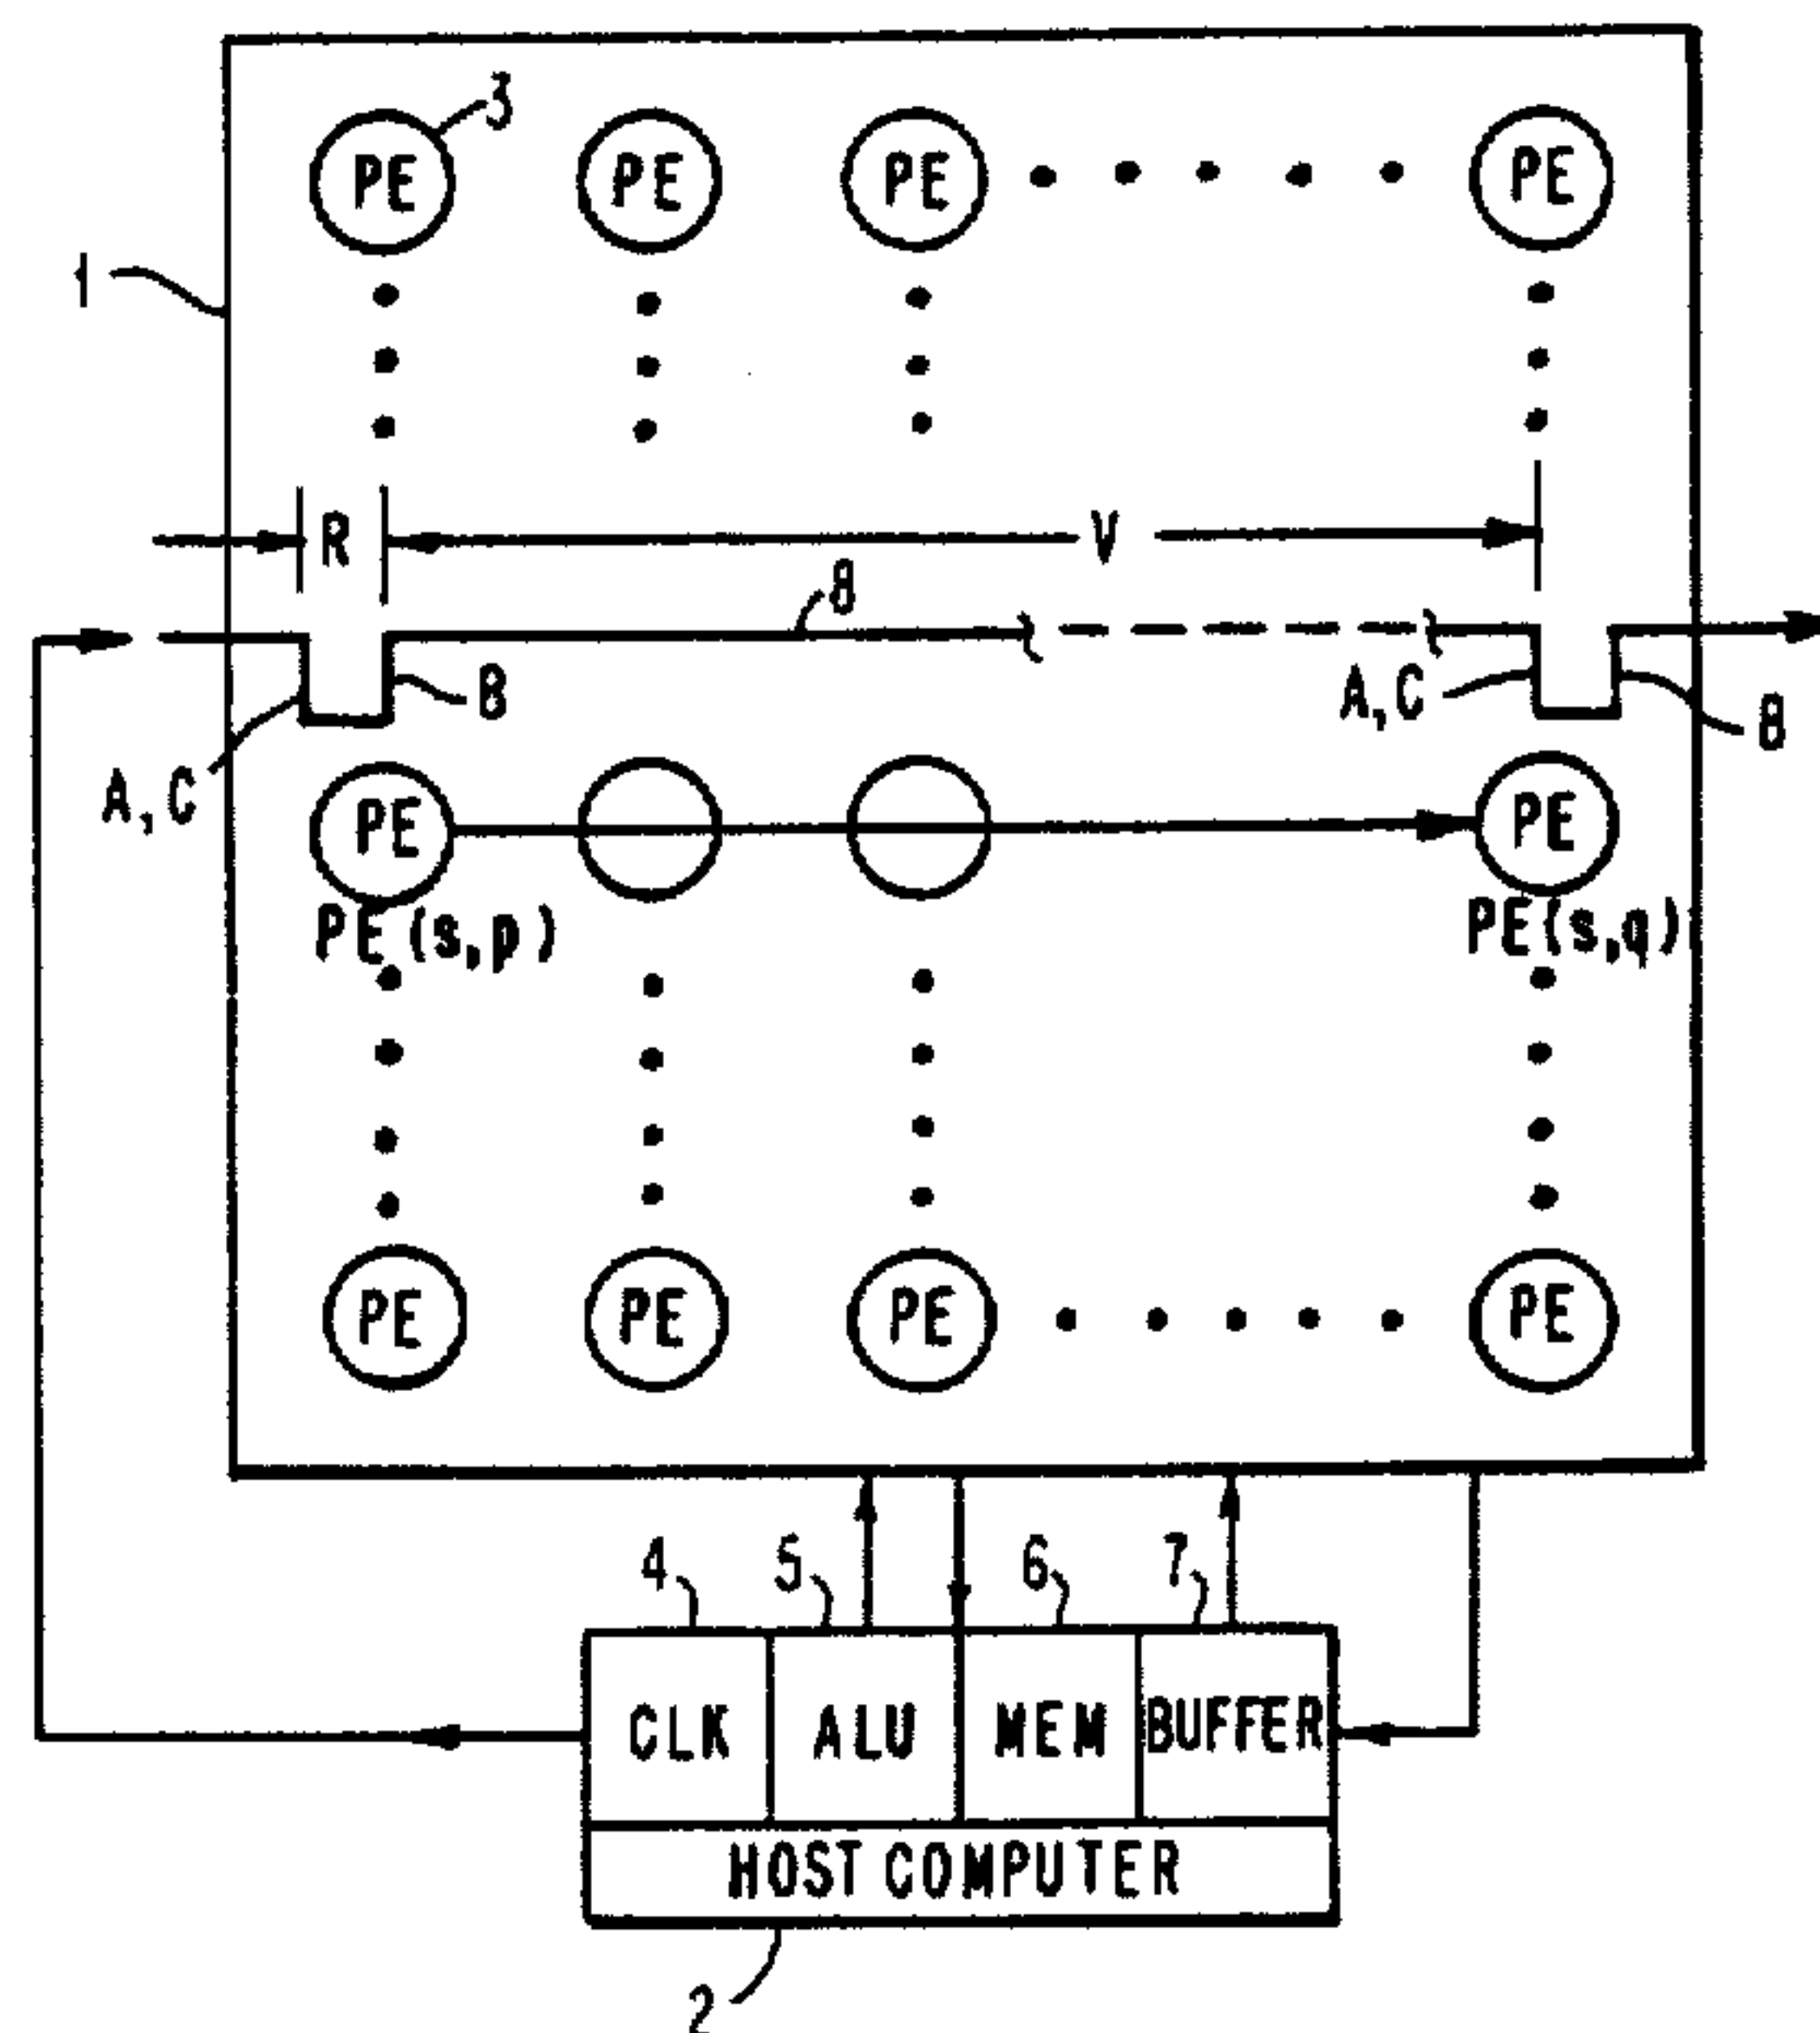 3
PE PE PE PE
1
R V
8
B A,C B
A,C
PE PE
PE (s,p) PE(s,q)
PE PE PE PE
4 5 6 7
CLK ALU MEM BUFFER
HOST COMPUTER
2